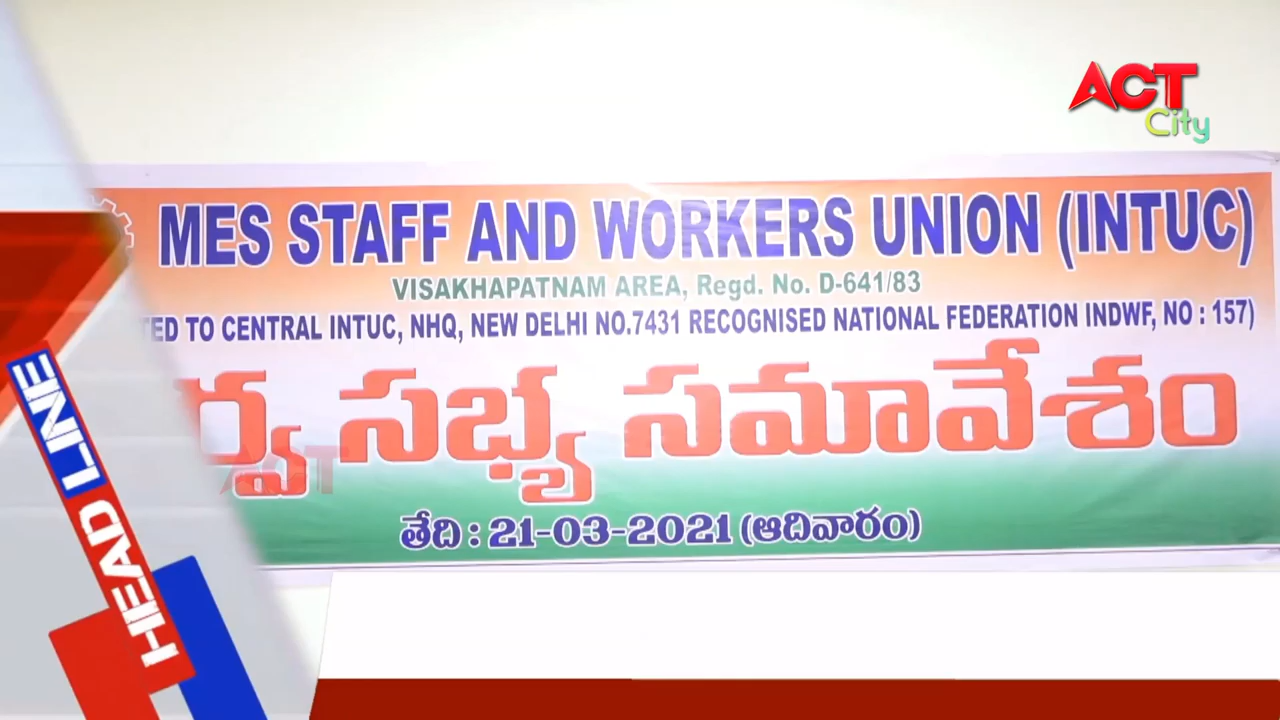 ACT
City
MES STAFF AND WORKERS UNION (INTUC)
VISAKHAPATNAM AREA, Regd. No. D-641/83
TED TO CENTRAL INTUC, NHQ, NEW DELHI NO.7431 RECOGNISED NATIONAL FEDERATION INDWF, NO : 157)
ర్వ సభ్య సమావేశం
ACT
తేది : 21-03-2021 (ఆదివారం)
HEAD LINE